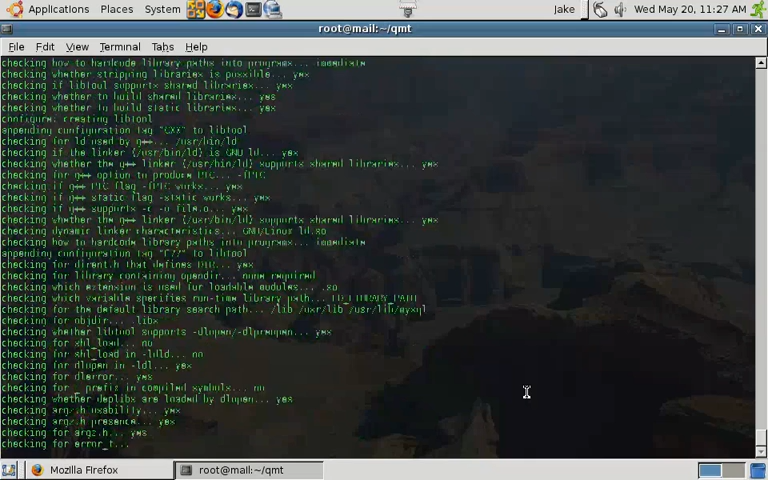 Applications Places System Jake Wed May 20, 11:27 AM
root@mail:~/qmt
File Edit View Terminal Tabs Help
checking how to hardcode library paths into programs... immediate
checking whether stripping libraries is possible... yes
checking if libtool supports shared libraries... yes
checking whether to build shared libraries... yes
checking whether to build static libraries... yes
configure: creating libtool
appending configuration tag "CXX" to libtool
checking for ld used by g++... /usr/bin/ld
checking if the linker (/usr/bin/ld) is GNU ld... yes
checking whether the g++ linker (/usr/bin/ld) supports shared libraries... yes
checking for g++ option to produce PIC... -fPIC
checking if g++ PIC flag -fPIC works... yes
checking if g++ static flag -static works... yes
checking if g++ supports -c -o file.o... yes
checking whether the g++ linker (/usr/bin/ld) supports shared libraries... yes
checking dynamic linker characteristics... GNU/Linux ld.so
checking how to hardcode library paths into programs... immediate
appending configuration tag "F77" to libtool
checking for dirent.h that defines DIR... yes
checking for library containing opendir... none required
checking which extension is used for loadable modules... .so
checking which variable specifies run-time library path... LD_LIBRARY_PATH
checking for the default library search path... /lib /usr/lib /usr/lib/mysql
checking for objdir... .libs
checking whether libtool supports -dlopen/-dlpreopen... yes
checking for shl_load... no
checking for shl_load in -ldld... no
checking for dlopen in -ldl... yes
checking for dlerror... yes
checking for _ prefix in compiled symbols... no
checking whether deplibs are loaded by dlopen... yes
checking argz.h usability... yes
checking argz.h presence... yes
checking for argz.h... yes
checking for error_t...
Mozilla Firefox root@mail:~/qmt